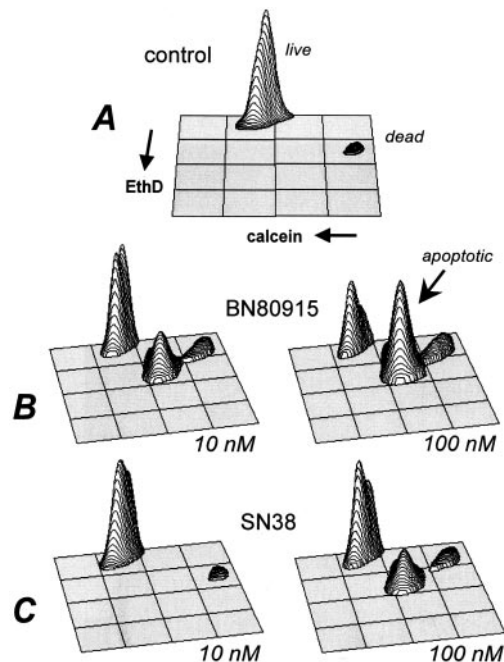 control
live
A
dead
EthD
calcein
apoptotic
BN80915
B
10 nM
100 nM
SN38
C
10 nM
100 nM